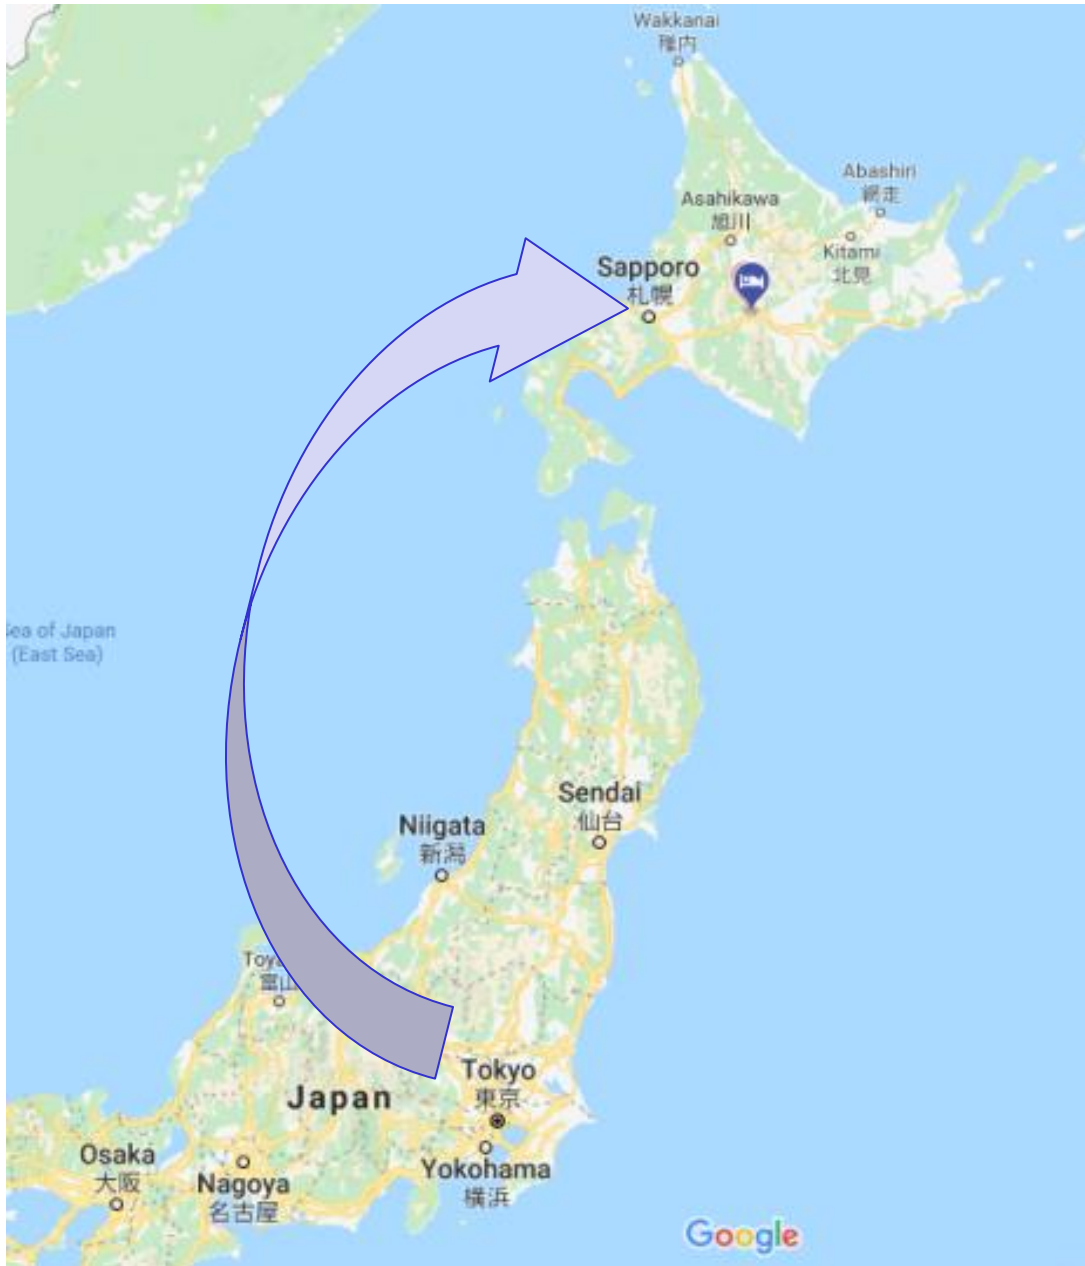 Wakkanai
稚内
Abashiri
網走
Asahikawa
旭川
Kitami
北見
Sapporo
札幌
Sea of Japan
(East Sea)
Sendai
仙台
Niigata
新潟
Toya
富山
Tokyo
東京
Japan
Osaka
大阪
Nagoya
名古屋
Yokohama
横浜
Google